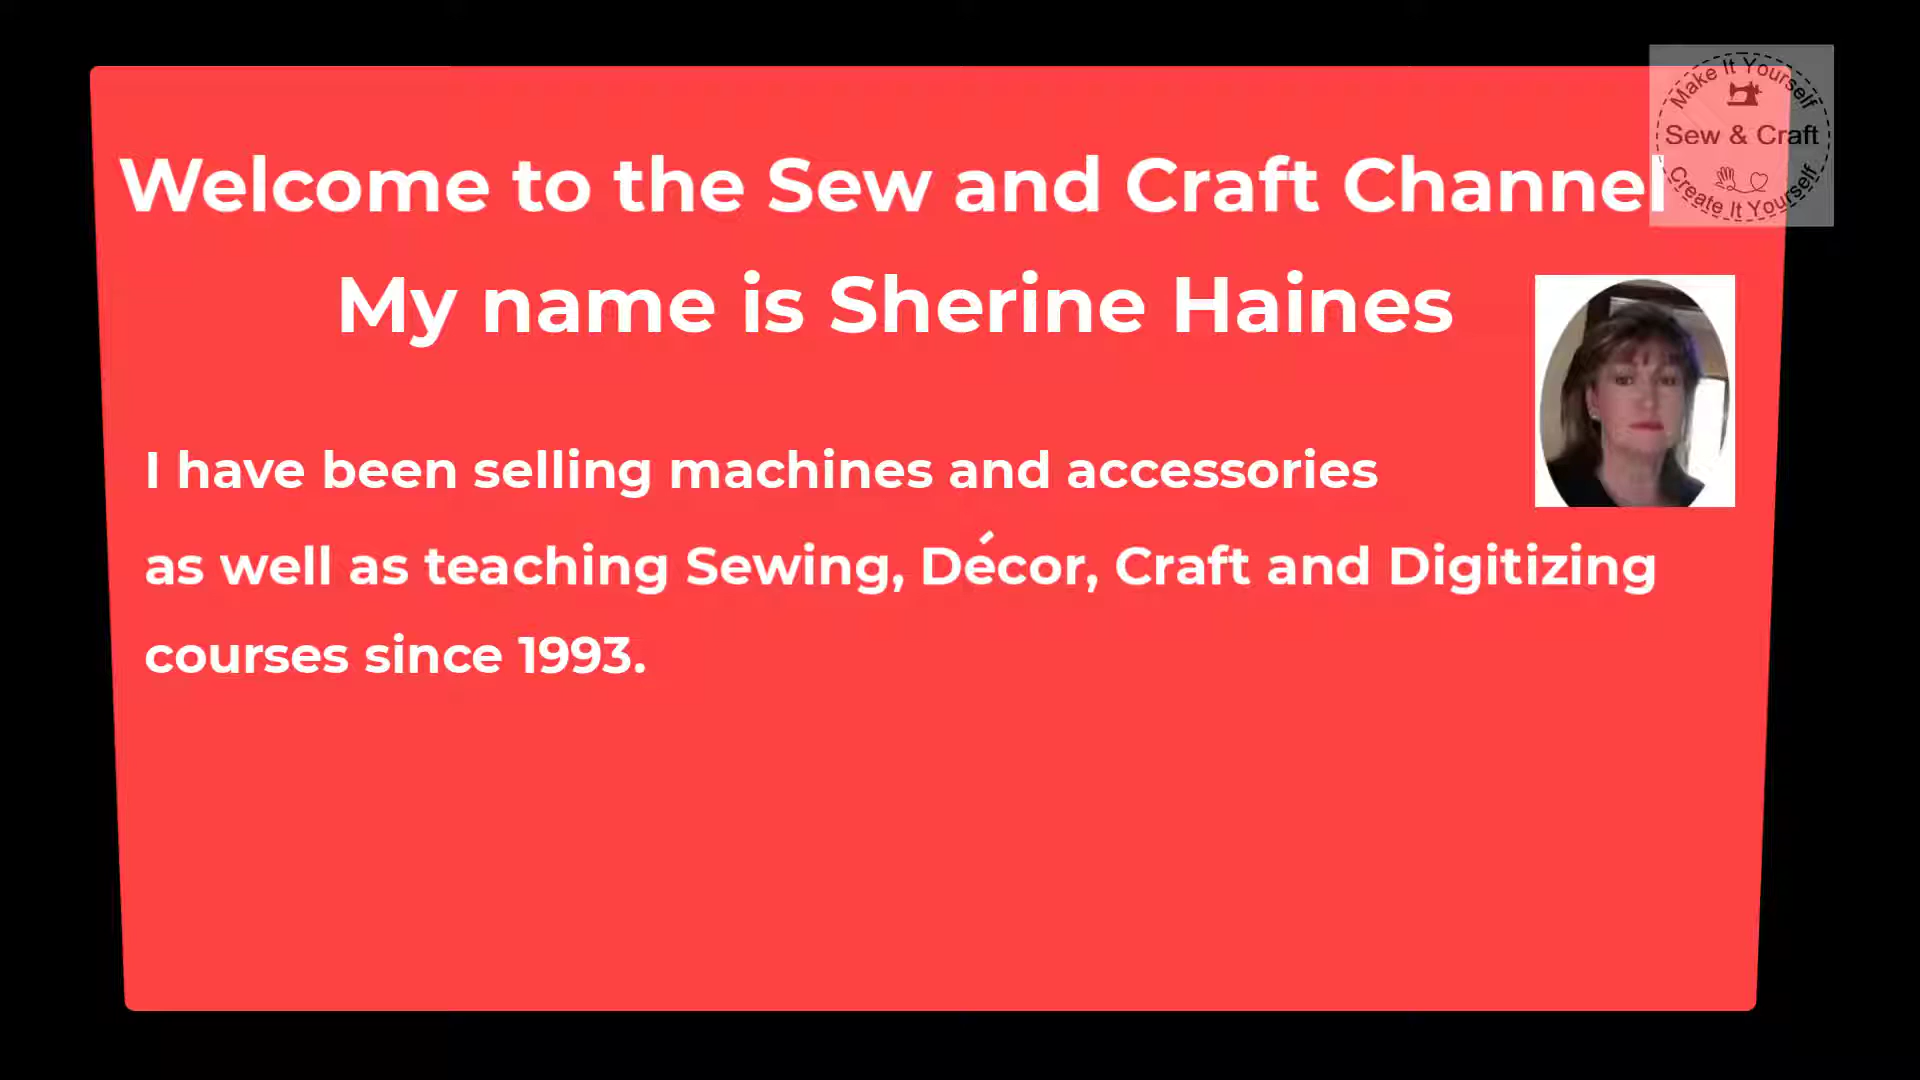 Make It Yourself
Sew & Craft
Create It Yourself
Welcome to the Sew and Craft Channel
My name is Sherine Haines
I have been selling machines and accessories
as well as teaching Sewing, Décor, Craft and Digitizing
courses since 1993.